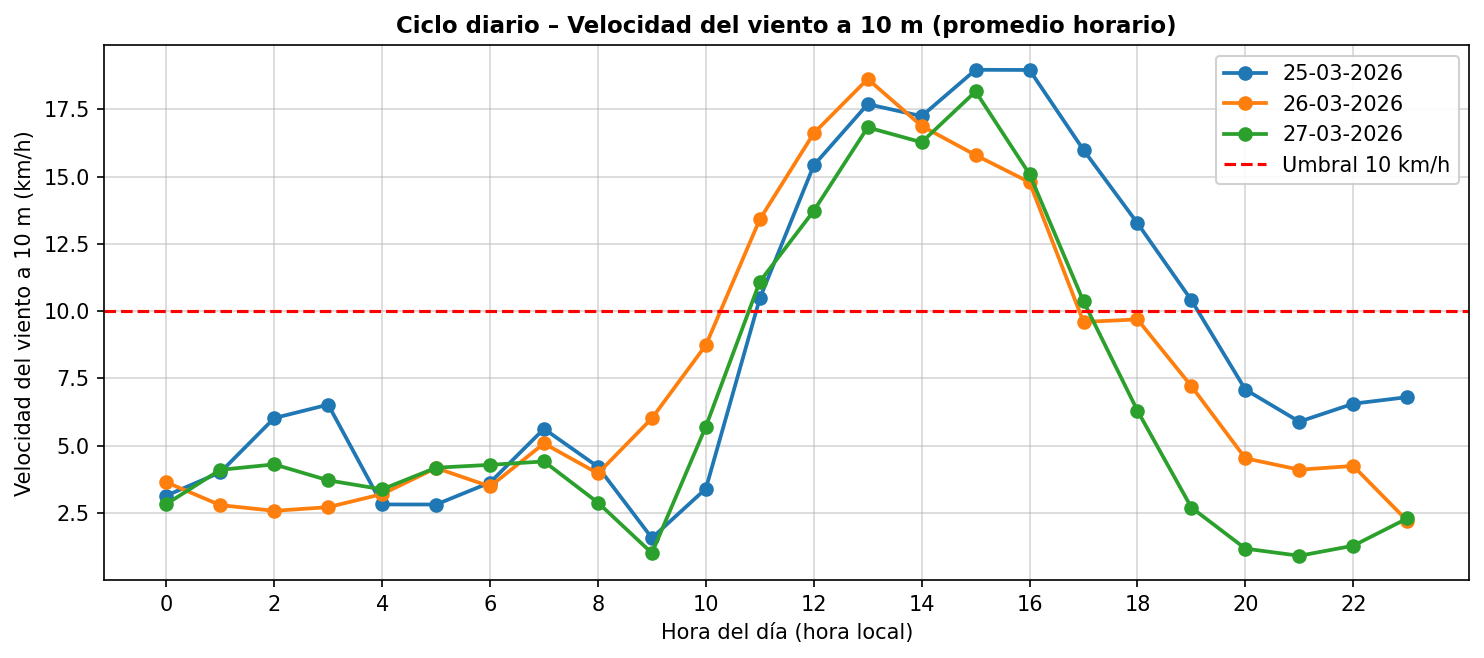 Ciclo diario – Velocidad del viento a 10 m (promedio horario)
Velocidad del viento a 10 m (km/h)
17.5
15.0
12.5
10.0
7.5
5.0
2.5
25-03-2026
26-03-2026
27-03-2026
Umbral 10 km/h
0 2 4 6 8 10 12 14 16 18 20 22
Hora del día (hora local)